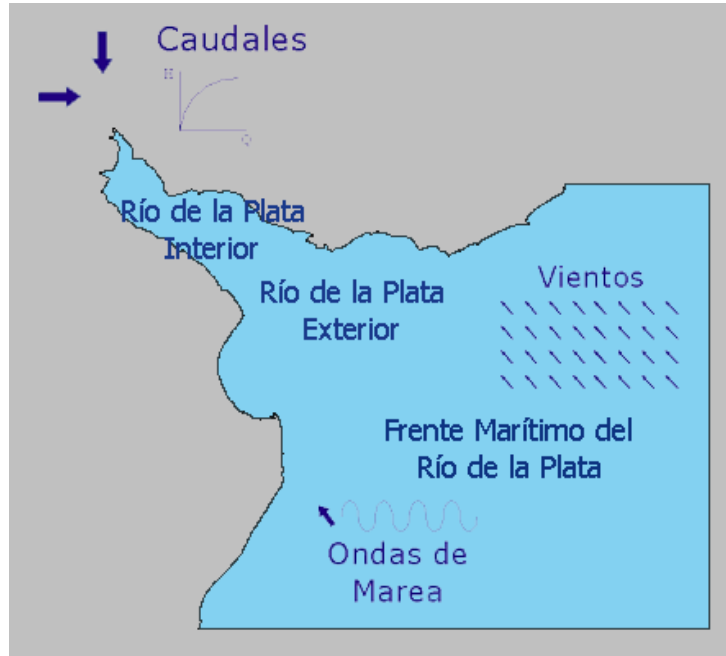 Caudales
H
Q
Río de la Plata
Interior
Río de la Plata
Exterior
Vientos
Frente Marítimo del
Río de la Plata
Ondas de
Marea